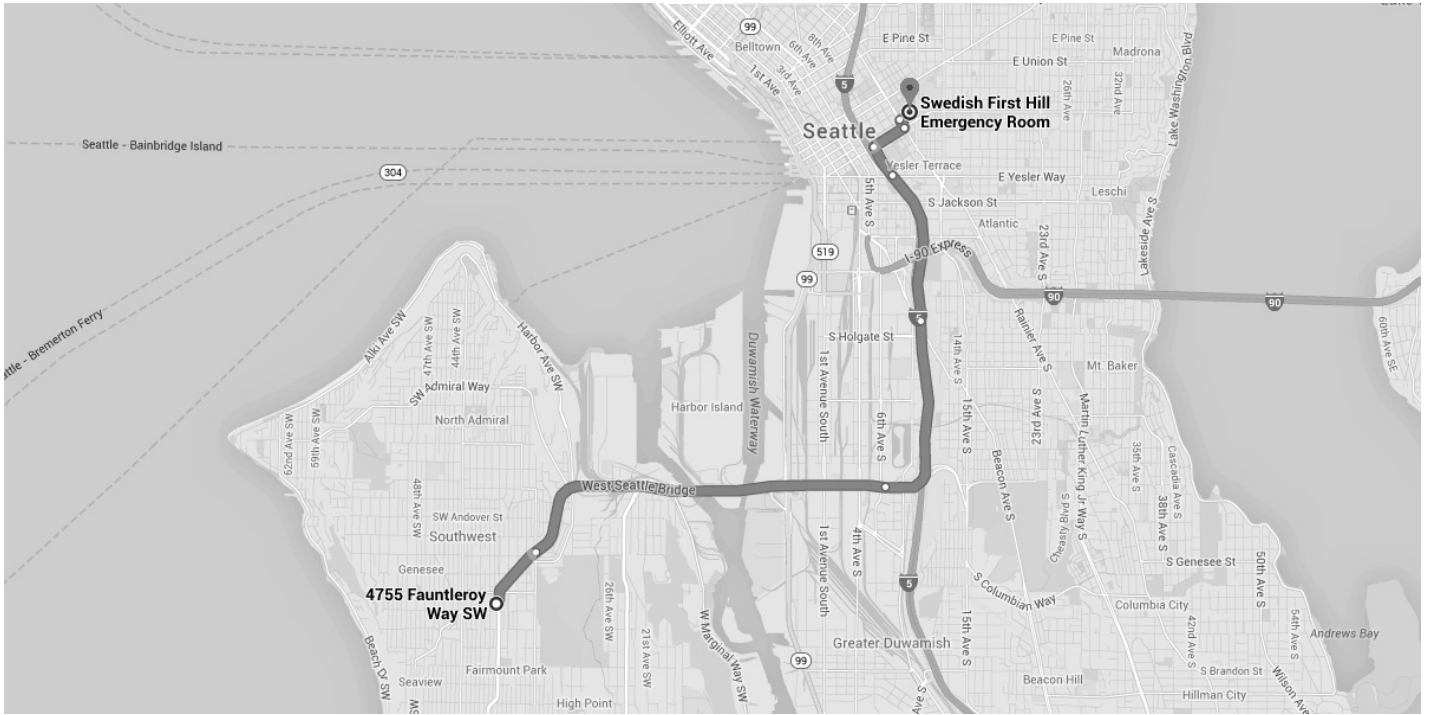 99
Elliott Ave
Belltown
6th Ave
8th Ave
E Pine St
E Pine St
Madrona
Lake Washington Blvd
E Union St
3rd Ave
1st Ave
5
26th Ave
32nd Ave
Swedish First Hill
Emergency Room
Seattle
Seattle - Bainbridge Island
304
Yesler Terrace
E Yesler Way
Leschi
5th Ave S
S Jackson St
Atlantic
23rd Ave S
Lakeside Ave S
519
I-90 Express
99
90
90
5
Rainier Ave S
60th Ave SE
attle - Bremerton Ferry
Alki Ave SW
47th Ave SW
44th Ave SW
Harbor Ave SW
Duwamish Waterway
S Holgate St
1st Avenue South
14th Ave S
Mt. Baker
SW Admiral Way
North Admiral
Harbor Island
6th Ave S
15th Ave S
23rd Ave S
Martin Luther King Jr Way S
62nd Ave SW
59th Ave SW
35th Ave S
Cascadia Ave S
38th Ave S
Beacon Ave S
48th Ave SW
West Seattle Bridge
SW Andover St
Southwest
Genesee
1st Avenue South
4th Ave S
Cheasty Blvd S
S Genesee St
50th Ave S
4755 Fauntleroy
Way SW
26th Ave SW
21st Ave SW
W Marginal Way SW
5
S Columbian Way
Columbia City
15th Ave S
42nd Ave S
54th Ave S
Andrews Bay
Beach Dr SW
Greater Duwamish
99
Fairmount Park
Seaview
High Point
SW
Ave S
Beacon Hill
S Brandon St
Hillman City
Wilson Ave